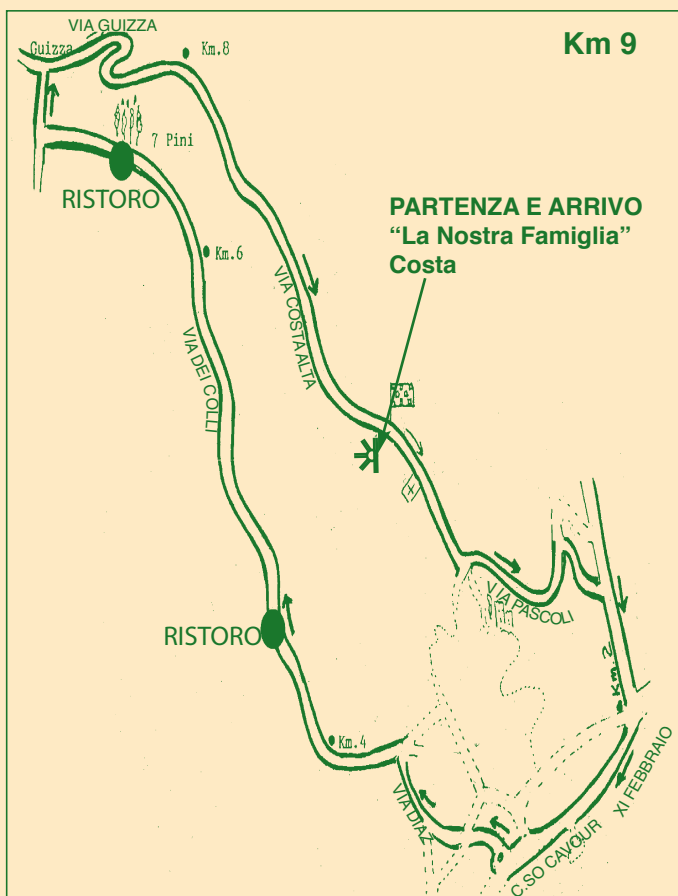 VIA GUIZZA
Guizza
Km.8
Km 9
7 Pini
RISTORO
PARTENZA E ARRIVO
“La Nostra Famiglia”
Costa
Km.6
VIA COSTA ALTA
VIA DEI COLLI
VIA PASCOLI
RISTORO
Km.2
Km.4
XI FEBBRAIO
VIA DIAZ
C.SO CAVOUR